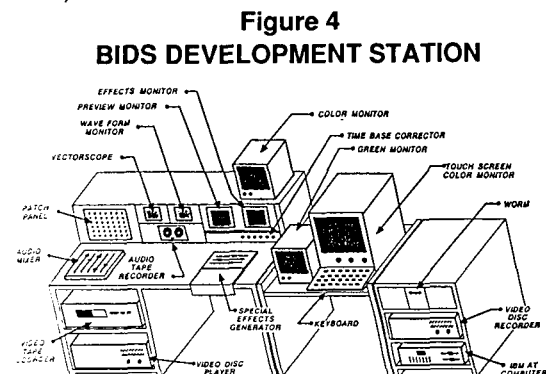 Figure 4
BIDS DEVELOPMENT STATION
EFFECTS MONITOR
PREVIEW MONITOR
WAVE FORM
MONITOR
VECTORSCOPE
COLOR MONITOR
TIME BASE CORRECTOR
GREEN MONITOR
TOUCH SCREEN
COLOR MONITOR
WORM
PATCH
PANEL
AUDIO
MIXER
AUDIO
TAPE
RECORDER
SPECIAL
EFFECTS
GENERATOR
KEYBOARD
VIDEO
DISC
RECORDER
VIDEO
TAPE
VIDEO DISC
PLAYER
IBM AT
COMPUTER